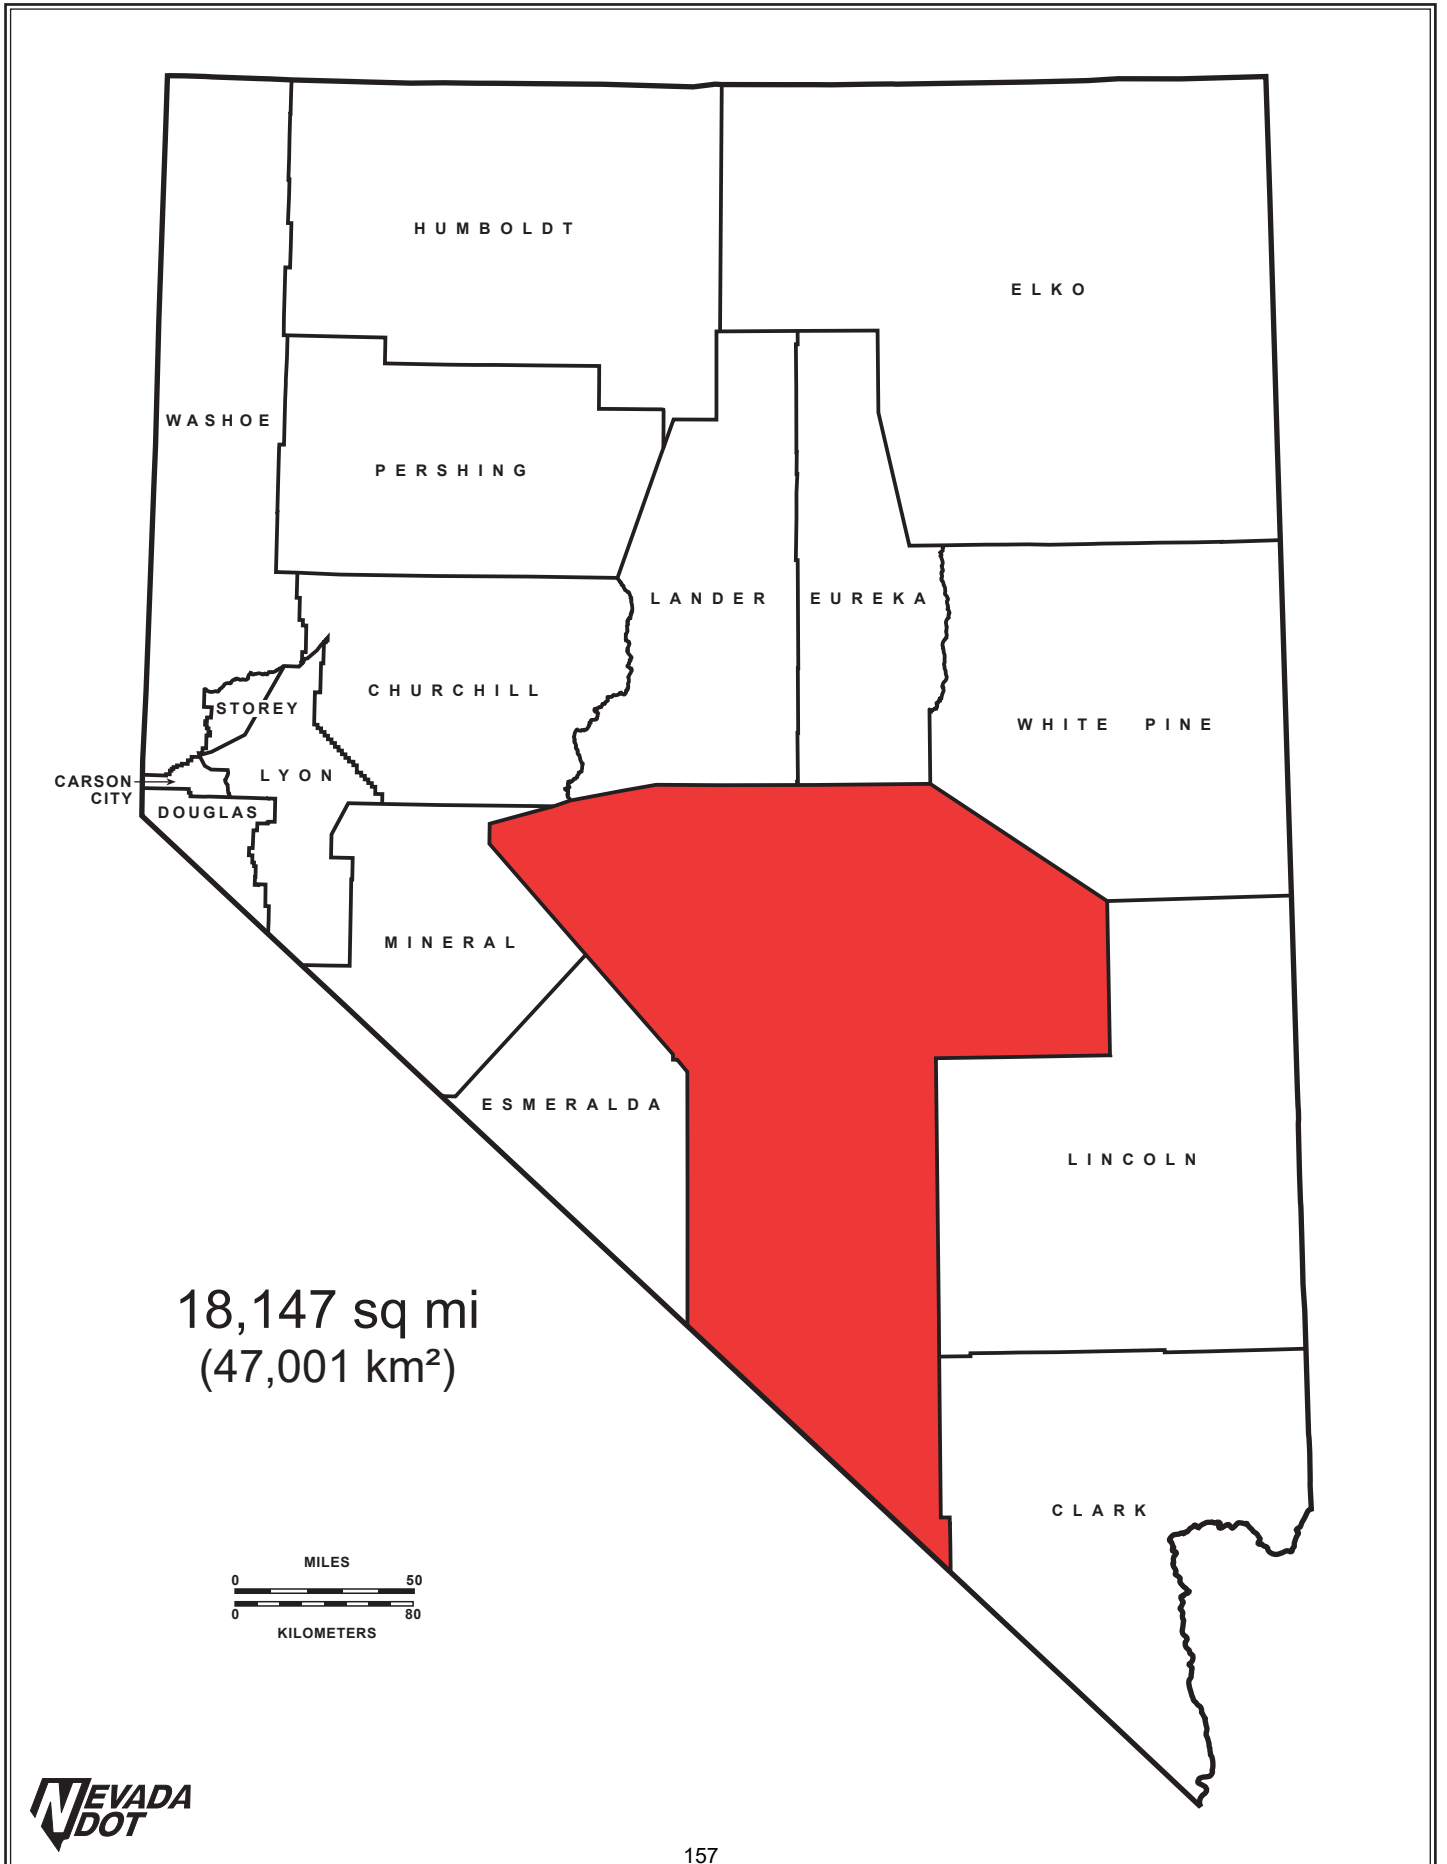 HUMBOLDT
ELKO
WASHOE
PERSHING
LANDER
EUREKA
CHURCHILL
STOREY
WHITE PINE
LYON
CARSON
CITY
DOUGLAS
MINERAL
ESMERALDA
LINCOLN
18,147 sq mi
(47,001 km²)
CLARK
MILES
0 50
0 80
KILOMETERS
NEVADA
DOT
157